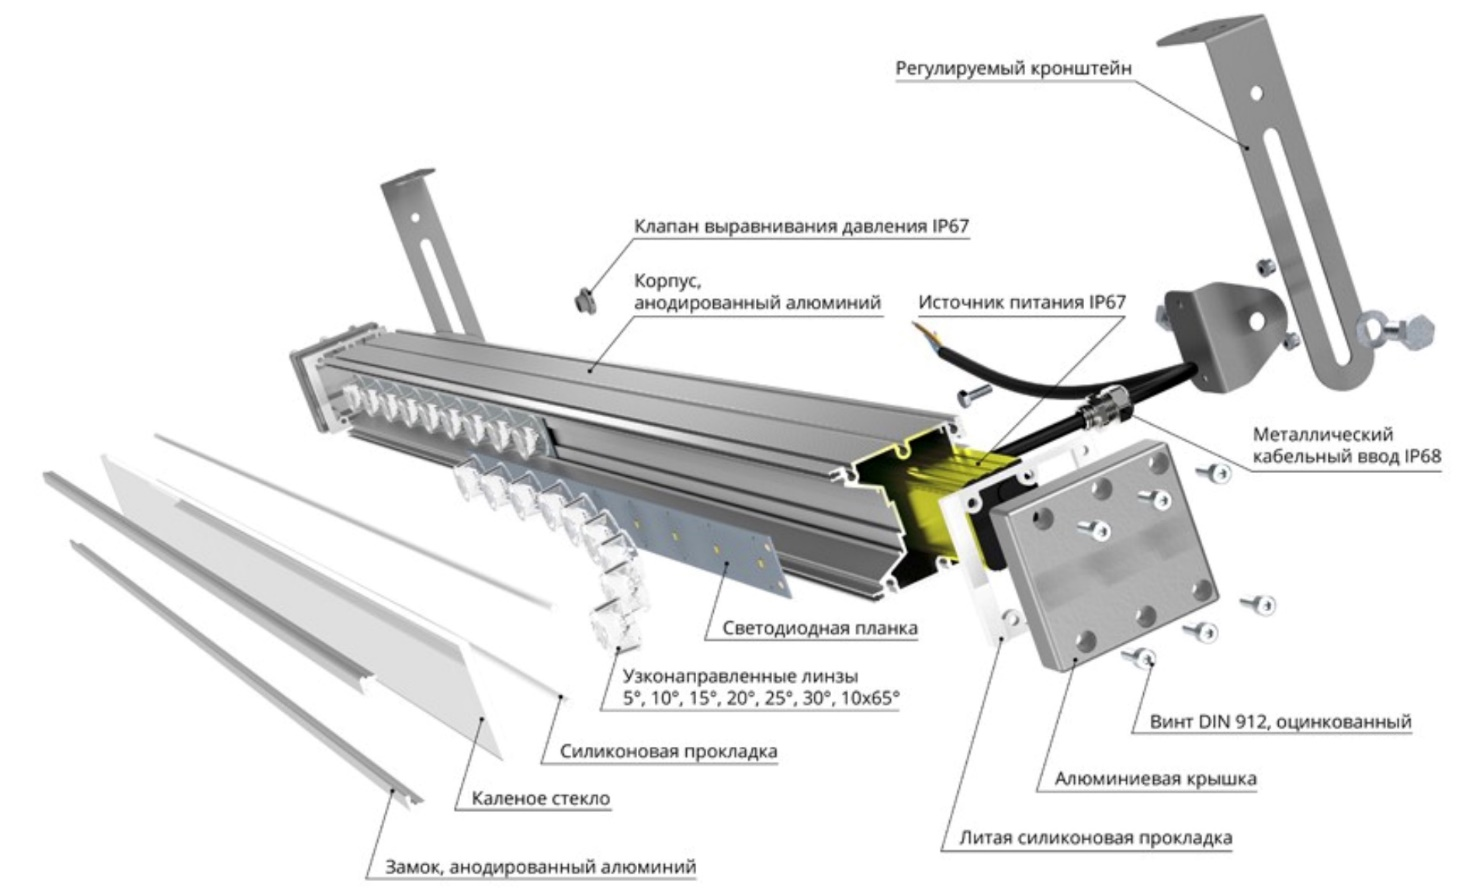 Регулируемый кронштейн
Клапан выравнивания давления IP67
Корпус,
анодированный алюминий
Источник питания IP67
Металлический
кабельный ввод IP68
Светодиодная планка
Узконаправленные линзы
5°, 10°, 15°, 20°, 25°, 30°, 10x65°
Винт DIN 912, оцинкованный
Силиконовая прокладка
Алюминиевая крышка
Каленое стекло
Литая силиконовая прокладка
Замок, анодированный алюминий